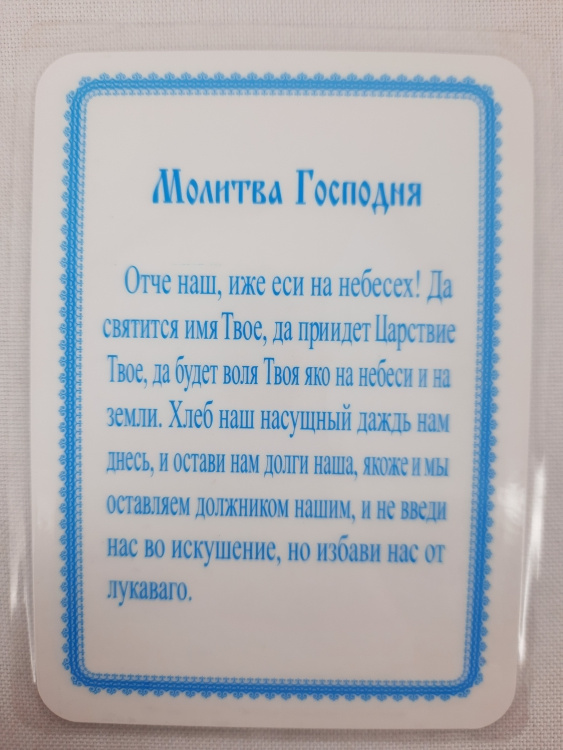 Молитва Господня
Отче наш, иже еси на небесех! Да
святится имя Твое, да приидет Царствие
Твое, да будет воля Твоя яко на небеси и на
земли. Хлеб наш насущный даждь нам
днесь, и остави нам долги наша, якоже и мы
оставляем должником нашим, и не введи
нас во искушение, но избави нас от
лукаваго.